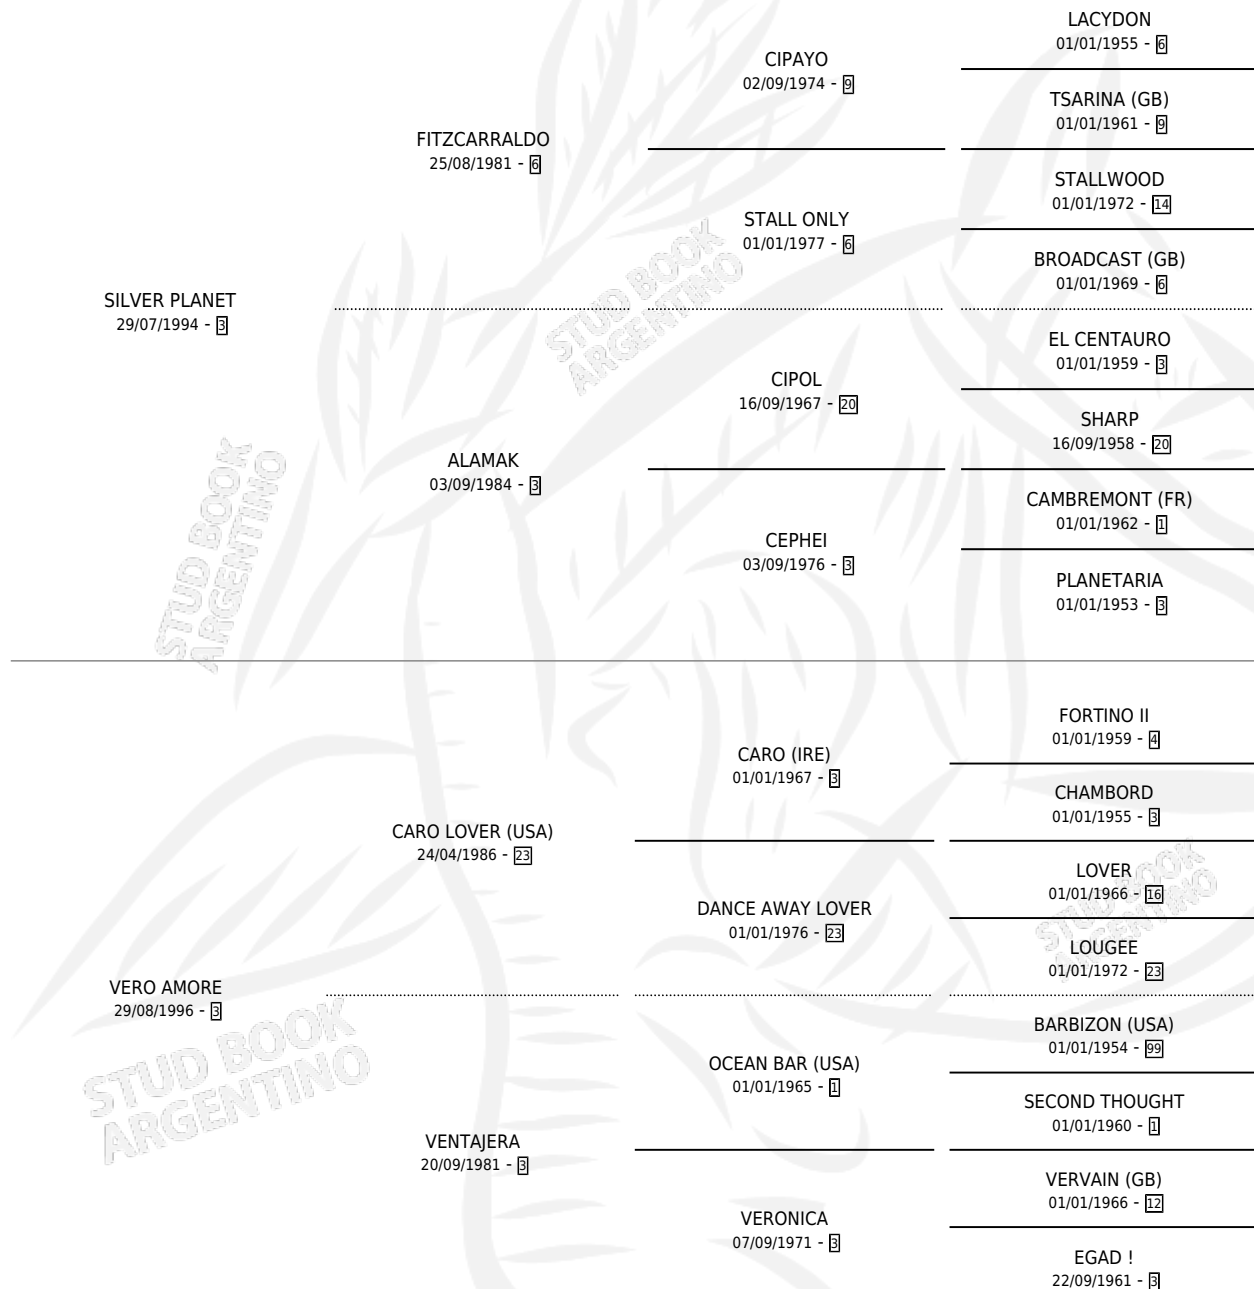 LACYDON
01/01/1955 - 6
CIPAYO
02/09/1974 - 9
TSARINA (GB)
01/01/1961 - 9
FITZCARRALDO
25/08/1981 - 6
STALLWOOD
01/01/1972 - 14
STALL ONLY
01/01/1977 - 6
BROADCAST (GB)
01/01/1969 - 6
SILVER PLANET
29/07/1994 - 3
EL CENTAURO
01/01/1959 - 3
CIPOL
16/09/1967 - 20
SHARP
16/09/1958 - 20
ALAMAK
03/09/1984 - 3
CAMBREMONT (FR)
01/01/1962 - 1
CEPHEI
03/09/1976 - 3
PLANETARIA
01/01/1953 - 3
FORTINO II
01/01/1959 - 4
CARO (IRE)
01/01/1967 - 3
CHAMBORD
01/01/1955 - 3
CARO LOVER (USA)
24/04/1986 - 23
LOVER
01/01/1966 - 16
DANCE AWAY LOVER
01/01/1976 - 23
LOUGEE
01/01/1972 - 23
VERO AMORE
29/08/1996 - 3
BARBIZON (USA)
01/01/1954 - 99
OCEAN BAR (USA)
01/01/1965 - 1
SECOND THOUGHT
01/01/1960 - 1
VENTAJERA
20/09/1981 - 3
VERVAIN (GB)
01/01/1966 - 12
VERONICA
07/09/1971 - 3
EGAD !
22/09/1961 - 3
STUD BOOK
ARGENTINO
STUD BOOK
ARGENTINO
STUD BOOK
ARGENTINO
STUD BOOK
ARGENTINO